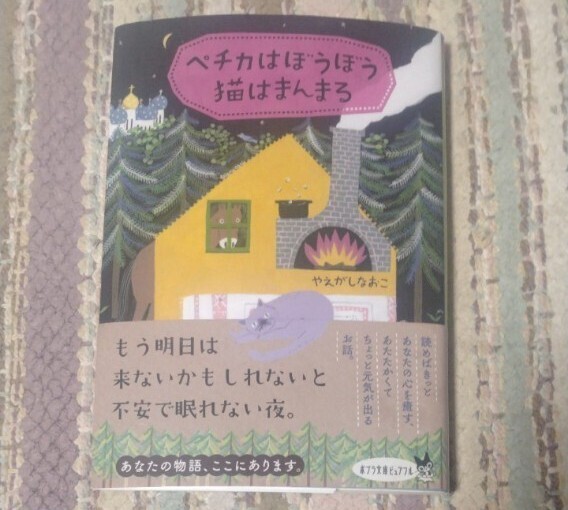 ペチカはぼうぼう
猫はまんまる
やえがしなおこ
もう明日は
来ないかもしれないと
不安で眠れない夜。
読めばきっと
あなたの心を癒す、
あたたかくて
ちょっと元気が出る
お話。
あなたの物語、ここにあります。
ポプラ文庫ピュアフル